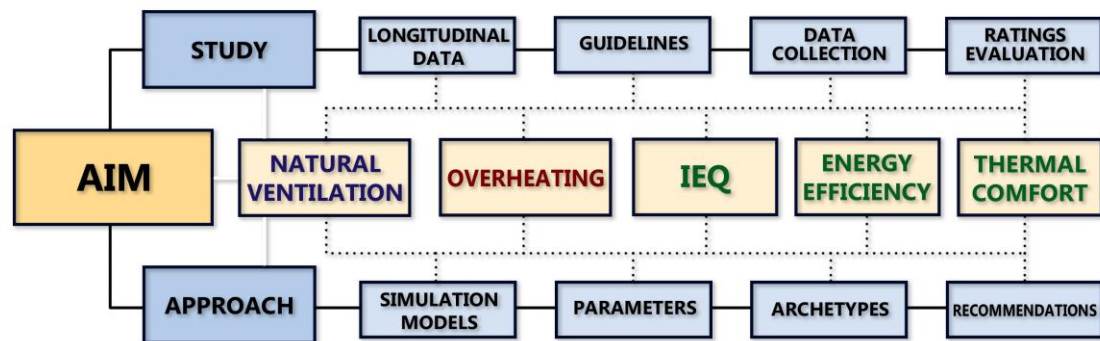 STUDY
LONGITUDINAL
DATA
GUIDELINES
DATA
COLLECTION
RATINGS
EVALUATION
AIM
NATURAL
VENTILATION
OVERHEATING
IEQ
ENERGY
EFFICIENCY
THERMAL
COMFORT
APPROACH
SIMULATION
MODELS
PARAMETERS
ARCHETYPES
RECOMMENDATIONS